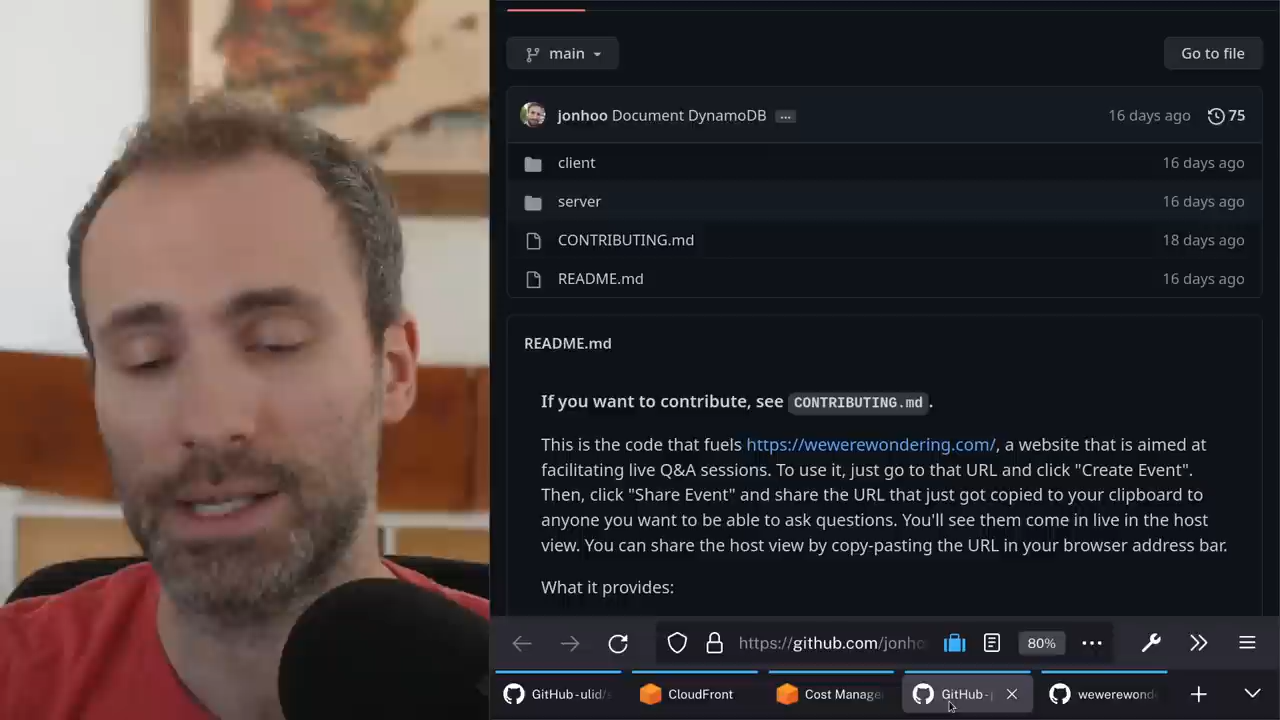 main
Go to file
jonhoo Document DynamoDB ...
16 days ago
75
client
16 days ago
server
16 days ago
CONTRIBUTING.md
18 days ago
README.md
16 days ago
README.md
If you want to contribute, see CONTRIBUTING.md.
This is the code that fuels https://wewerewondering.com/, a website that is aimed at
facilitating live Q&A sessions. To use it, just go to that URL and click "Create Event".
Then, click "Share Event" and share the URL that just got copied to your clipboard to
anyone you want to be able to ask questions. You'll see them come in live in the host
view. You can share the host view by copy-pasting the URL in your browser address bar.
What it provides:
https://github.com/jonho
80%
GitHub - ulid/s
CloudFront
Cost Manage
GitHub - j
wewerewond